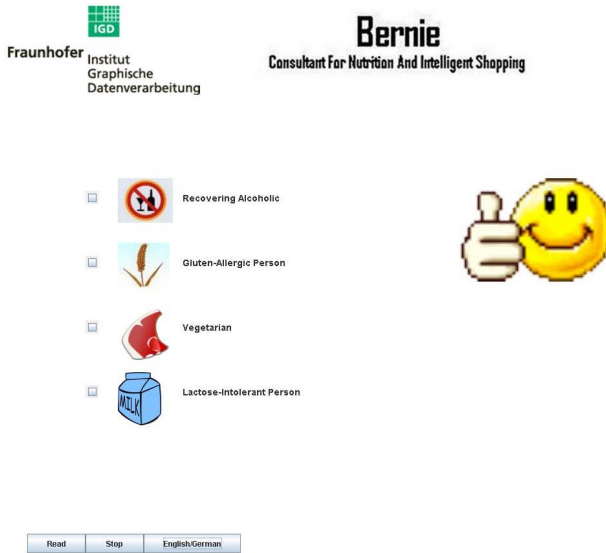 IGD
Fraunhofer
Institut
Graphische
Datenverarbeitung
Bernie
Consultant For Nutrition And Intelligent Shopping
Recovering Alcoholic
Gluten-Allergic Person
Vegetarian
MILK
Lactose-Intolerant Person
Read Stop English/German